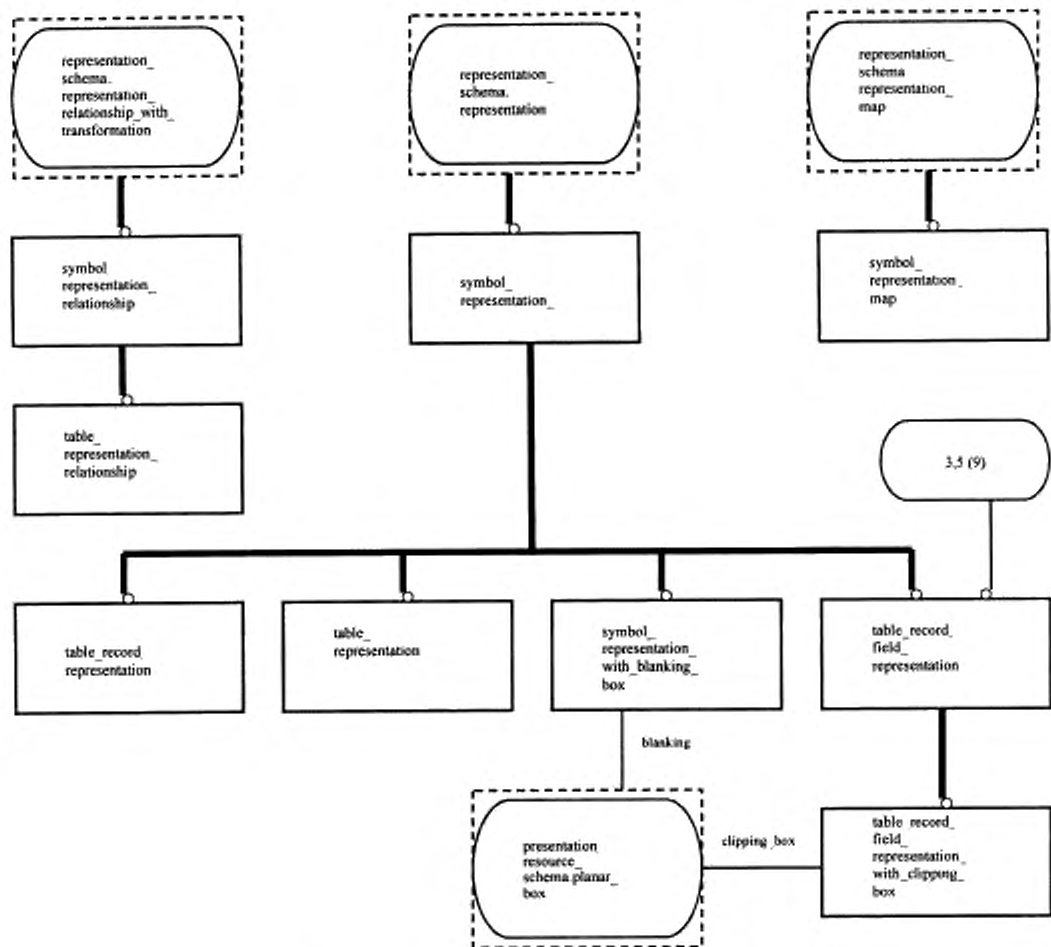 representation_
schema.
representation_
relationship_with_
transformation
representation_
schema.
representation
representation_
schema
representation_
map
symbol
representation_
relationship
symbol_
representation_
symbol_
representation_
map
table_
representation_
relationship
3,5 (9)
table_record_
representation
table_
representation
symbol_
representation_
with_blanking_
box
table_record_
field_
representation
blanking
presentation
resource_
schema.planar_
box
clipping_box
table_record_
field_
representation_
with_clipping_
box